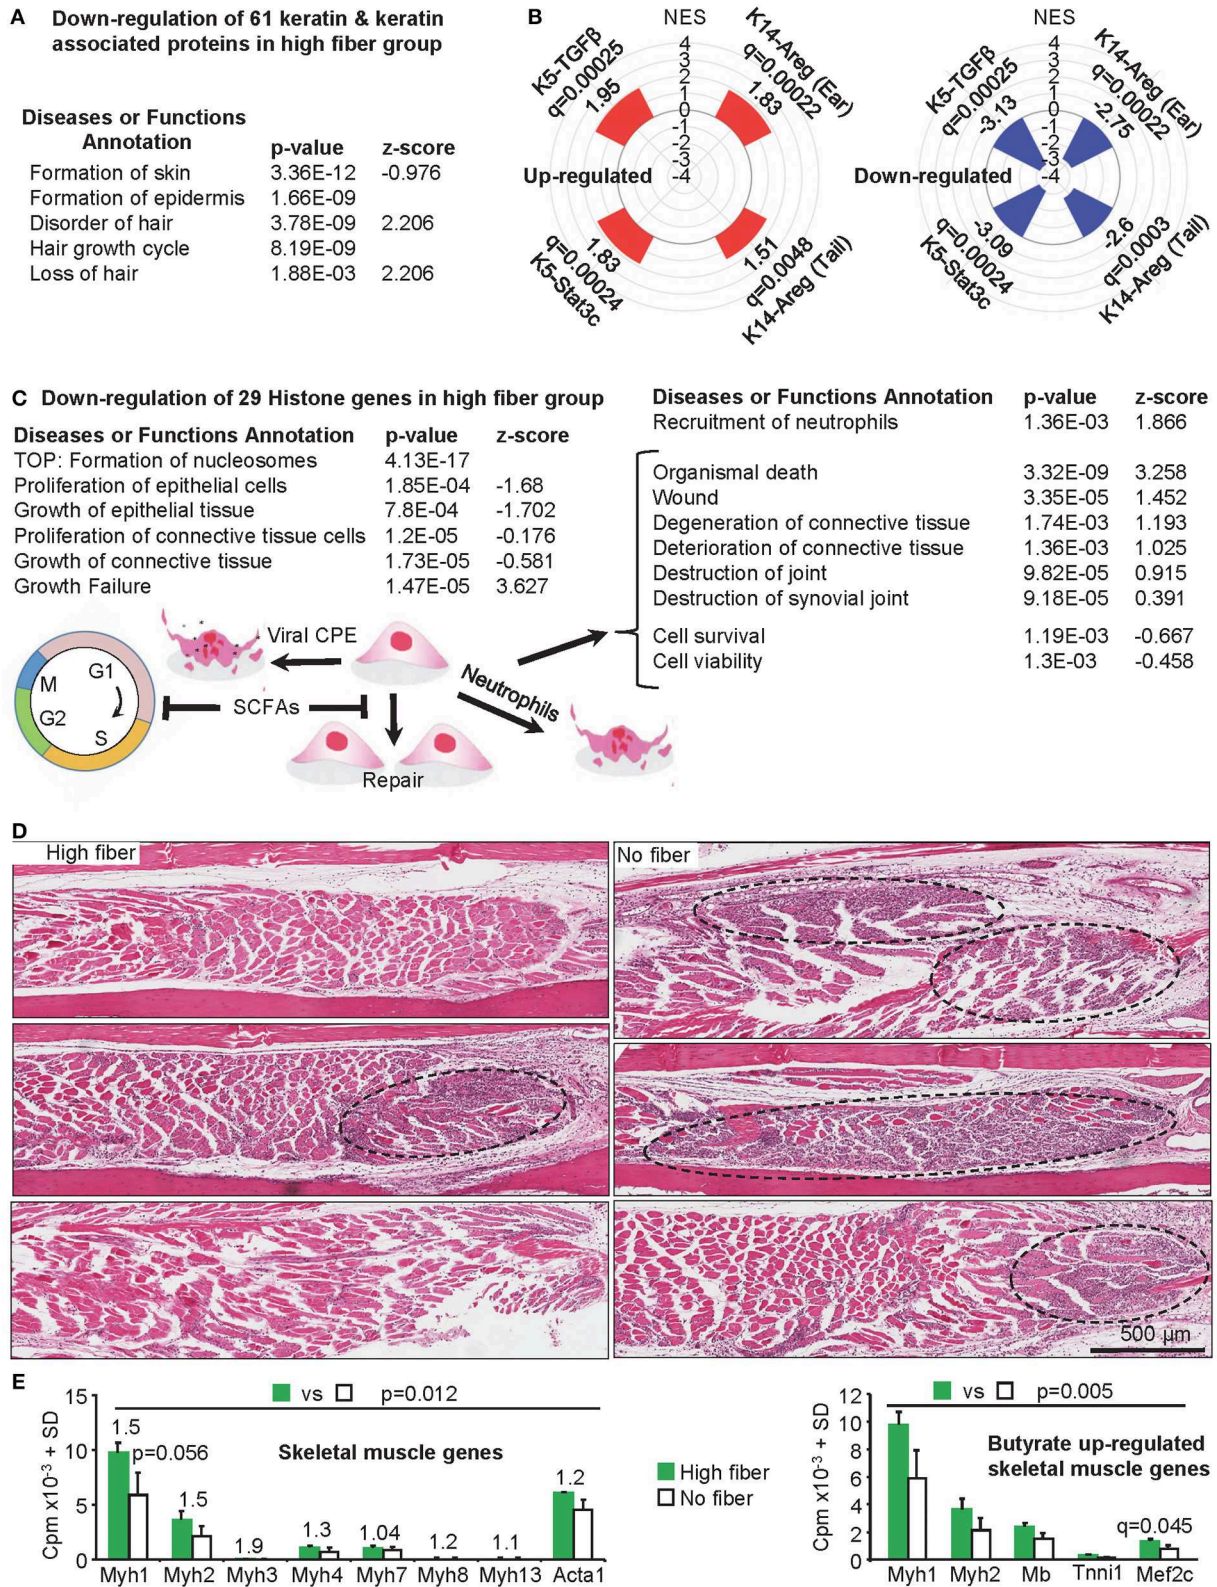 A Down-regulation of 61 keratin & keratin
associated proteins in high fiber group
Diseases or Functions
Annotation p-value z-score
Formation of skin 3.36E-12 -0.976
Formation of epidermis 1.66E-09
Disorder of hair 3.78E-09 2.206
Hair growth cycle 8.19E-09
Loss of hair 1.88E-03 2.206
B
NES
4
3
2
1
0
-1
-2
-3
-4
K5-TGFβ
q=0.00025
1.95
K14-Areg (Ear)
q=0.00022
1.83
Up-regulated
1.83
q=0.00024
K5-Stat3c
1.51
q=0.0048
K14-Areg (Tail)
NES
4
3
2
1
0
-1
-2
-3
-4
K5-TGFβ
q=0.00025
-3.13
K14-Areg (Ear)
q=0.00022
-2.75
Down-regulated
-3.09
q=0.00024
K5-Stat3c
-2.6
q=0.0003
K14-Areg (Tail)
C Down-regulation of 29 Histone genes in high fiber group
Diseases or Functions Annotation p-value z-score
TOP: Formation of nucleosomes 4.13E-17
Proliferation of epithelial cells 1.85E-04 -1.68
Growth of epithelial tissue 7.8E-04 -1.702
Proliferation of connective tissue cells 1.2E-05 -0.176
Growth of connective tissue 1.73E-05 -0.581
Growth Failure 1.47E-05 3.627
Diseases or Functions Annotation p-value z-score
Recruitment of neutrophils 1.36E-03 1.866
Organismal death 3.32E-09 3.258
Wound 3.35E-05 1.452
Degeneration of connective tissue 1.74E-03 1.193
Deterioration of connective tissue 1.36E-03 1.025
Destruction of joint 9.82E-05 0.915
Destruction of synovial joint 9.18E-05 0.391
Cell survival 1.19E-03 -0.667
Cell viability 1.3E-03 -0.458
Viral CPE
Neutrophils
G1
M
G2
S
SCFAs
Repair
D
High fiber
No fiber
500 µm
E
Cpm x10-3 + SD
15
10
5
0
vs p=0.012
Skeletal muscle genes
1.5
p=0.056
1.5
1.9
1.3
1.04
1.2
1.1
1.2
Myh1 Myh2 Myh3 Myh4 Myh7 Myh8 Myh13 Acta1
High fiber
No fiber
Cpm x10-3 + SD
12
10
8
6
4
2
0
vs p=0.005
Butyrate up-regulated
skeletal muscle genes
q=0.045
Myh1 Myh2 Mb Tnni1 Mef2c